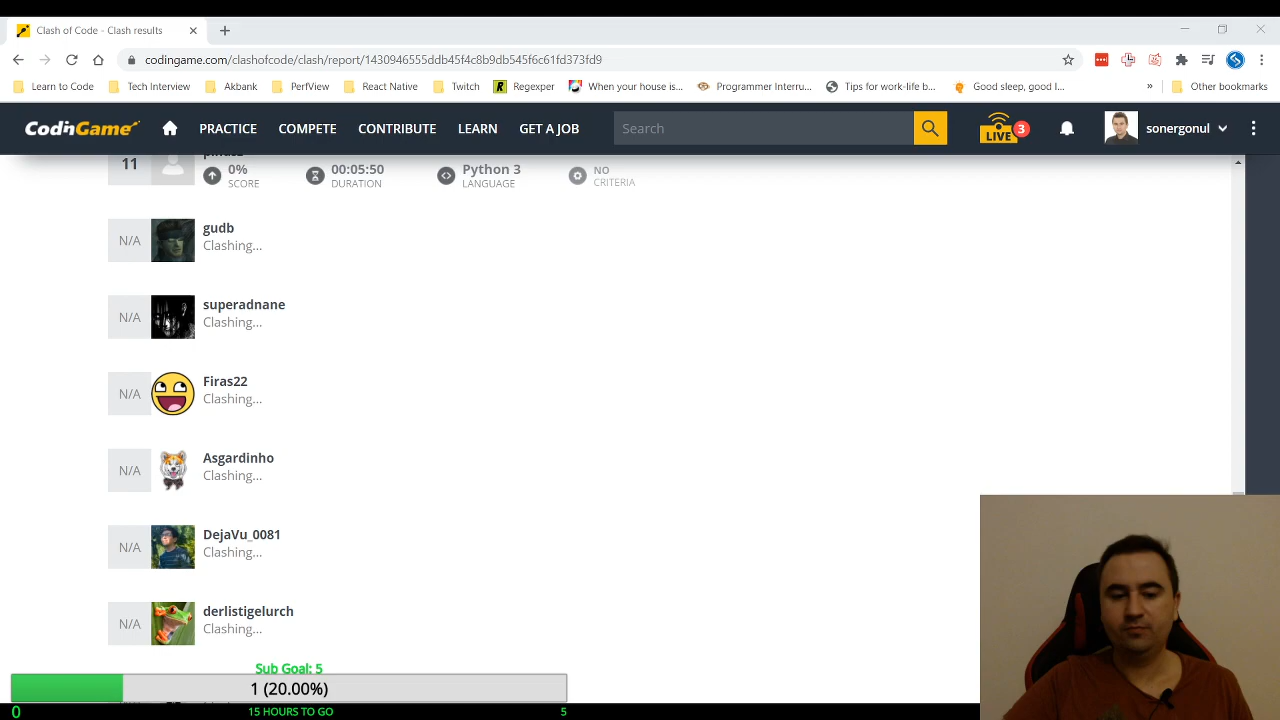 Clash of Code - Clash results
codingame.com/clashofcode/clash/report/1430946555ddb45f4c8b9db545f6c61fd373fd9
Learn to Code
Tech Interview
Akbank
PerfView
React Native
Twitch
R
Regexper
When your house is...
Programmer Interru...
Tips for work-life b...
Good sleep, good l...
»
Other bookmarks
CodinGame
PRACTICE
COMPETE
CONTRIBUTE
LEARN
GET A JOB
Search
LIVE
3
sonergonul
11
0%
SCORE
00:05:50
DURATION
Python 3
LANGUAGE
NO
CRITERIA
N/A
gudb
Clashing...
N/A
superadnane
Clashing...
N/A
Firas22
Clashing...
N/A
Asgardinho
Clashing...
N/A
DejaVu_0081
Clashing...
N/A
derlistigelurch
Clashing...
Sub Goal: 5
1 (20.00%)
0
15 HOURS TO GO
5